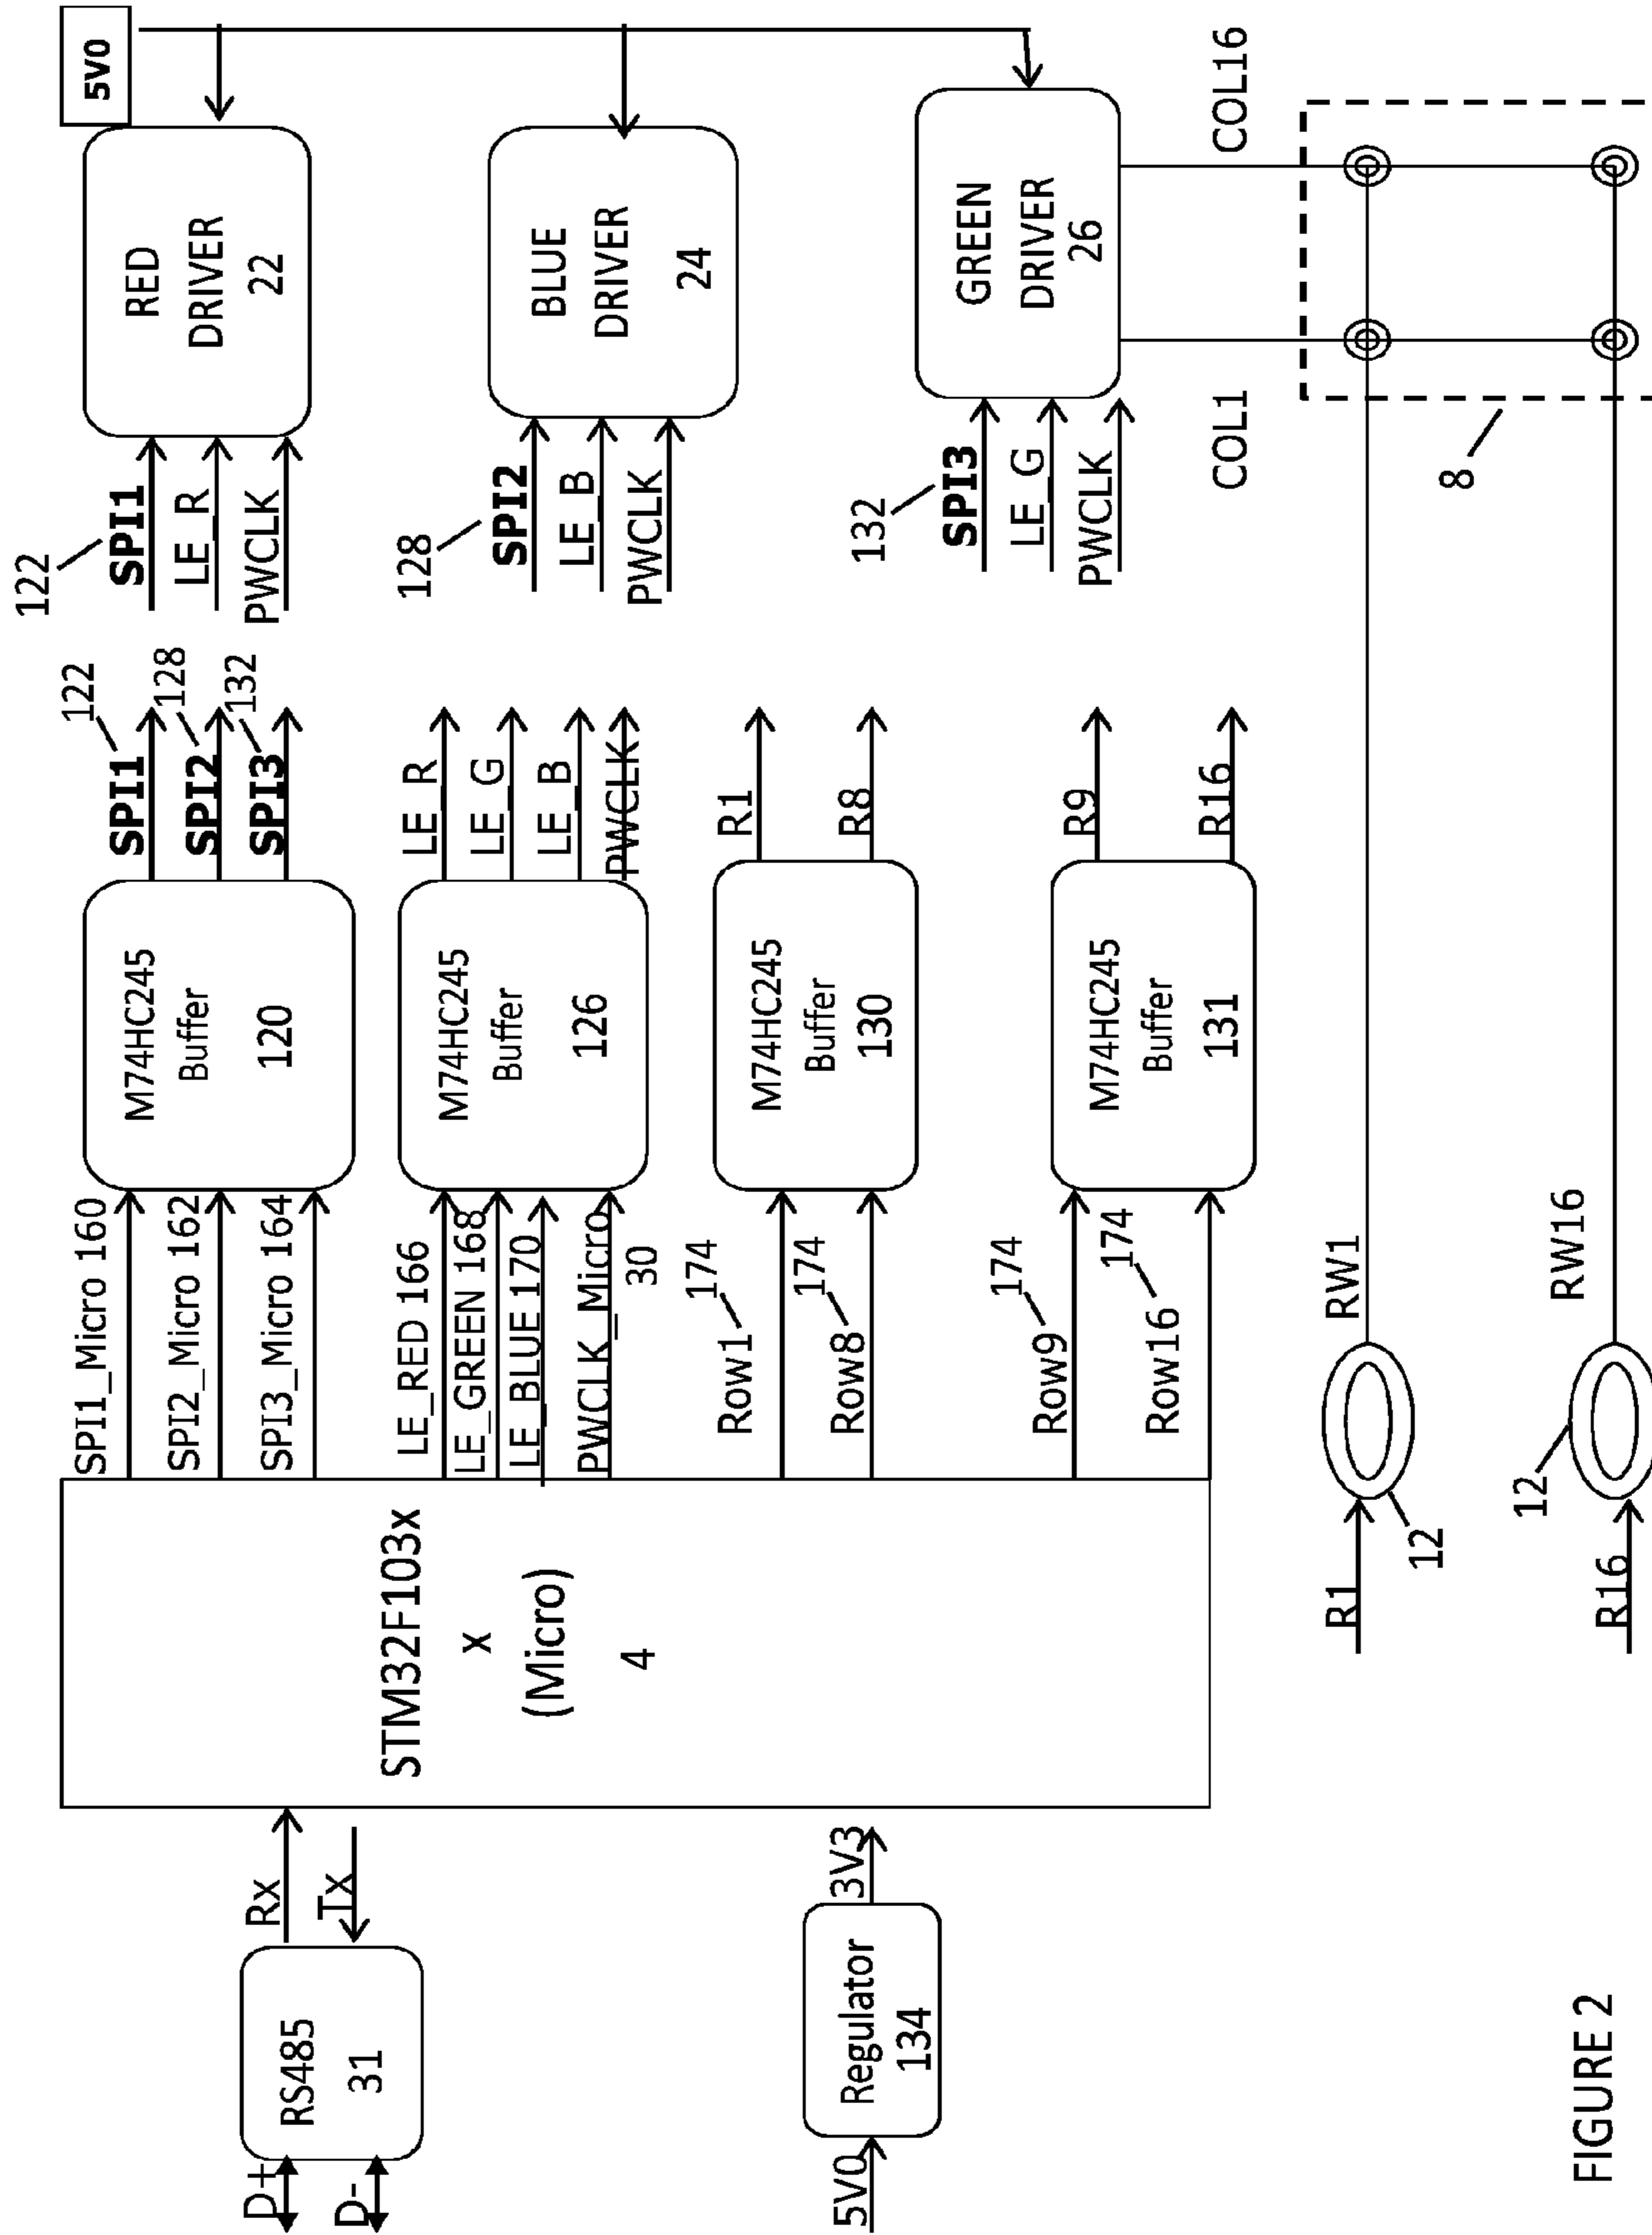 D+
D-
RS485
31
Rx
Tx
5V0
Regulator
134
3V3
STM32F103x
x
(Micro)
4
SPI1_Micro 160
SPI2_Micro 162
SPI3_Micro 164
LE_RED 166
LE_GREEN 168
LE_BLUE 170
PWCLK_Micro
30
Row1
174
Row8
174
Row9
174
Row16
174
M74HC245
Buffer
120
M74HC245
Buffer
126
M74HC245
Buffer
130
M74HC245
Buffer
131
SPI1
122
SPI2
128
SPI3
132
LE_R
LE_G
LE_B
PWCLK
R1
R8
R9
R16
122
SPI1
LE_R
PWCLK
RED
DRIVER
22
5V0
128
SPI2
LE_B
PWCLK
BLUE
DRIVER
24
132
SPI3
LE_G
PWCLK
GREEN
DRIVER
26
COL1
COL16
8
R1
12
RW1
R16
12
RW16
FIGURE 2